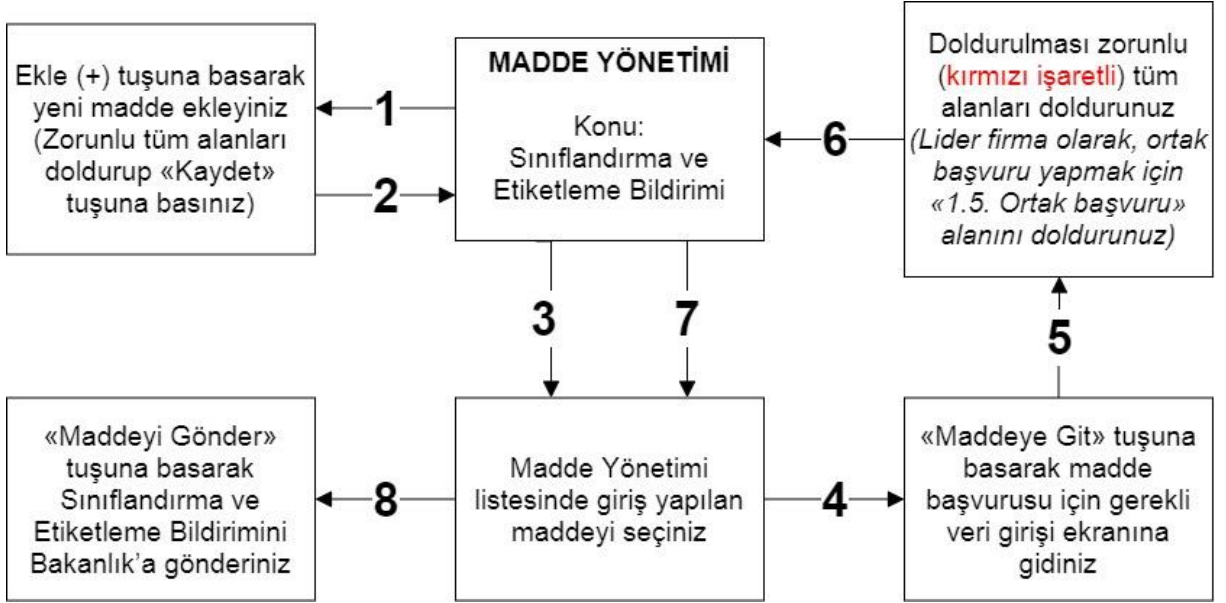 Ekle (+) tuşuna basarak
yeni madde ekleyiniz
(Zorunlu tüm alanları
doldurup «Kaydet»
tuşuna basınız)
1
2
MADDE YÖNETİMİ
Konu:
Sınıflandırma ve
Etiketleme Bildirimi
6
Doldurulması zorunlu
(kırmızı işaretli) tüm
alanları doldurunuz
(Lider firma olarak, ortak
başvuru yapmak için
«1.5. Ortak başvuru»
alanını doldurunuz)
3
7
5
«Maddeyi Gönder»
tuşuna basarak
Sınıflandırma ve
Etiketleme Bildirimini
Bakanlık’a gönderiniz
8
Madde Yönetimi
listesinde giriş yapılan
maddeyi seçiniz
4
«Maddeye Git» tuşuna
basarak madde
başvurusu için gerekli
veri girişi ekranına
gidiniz